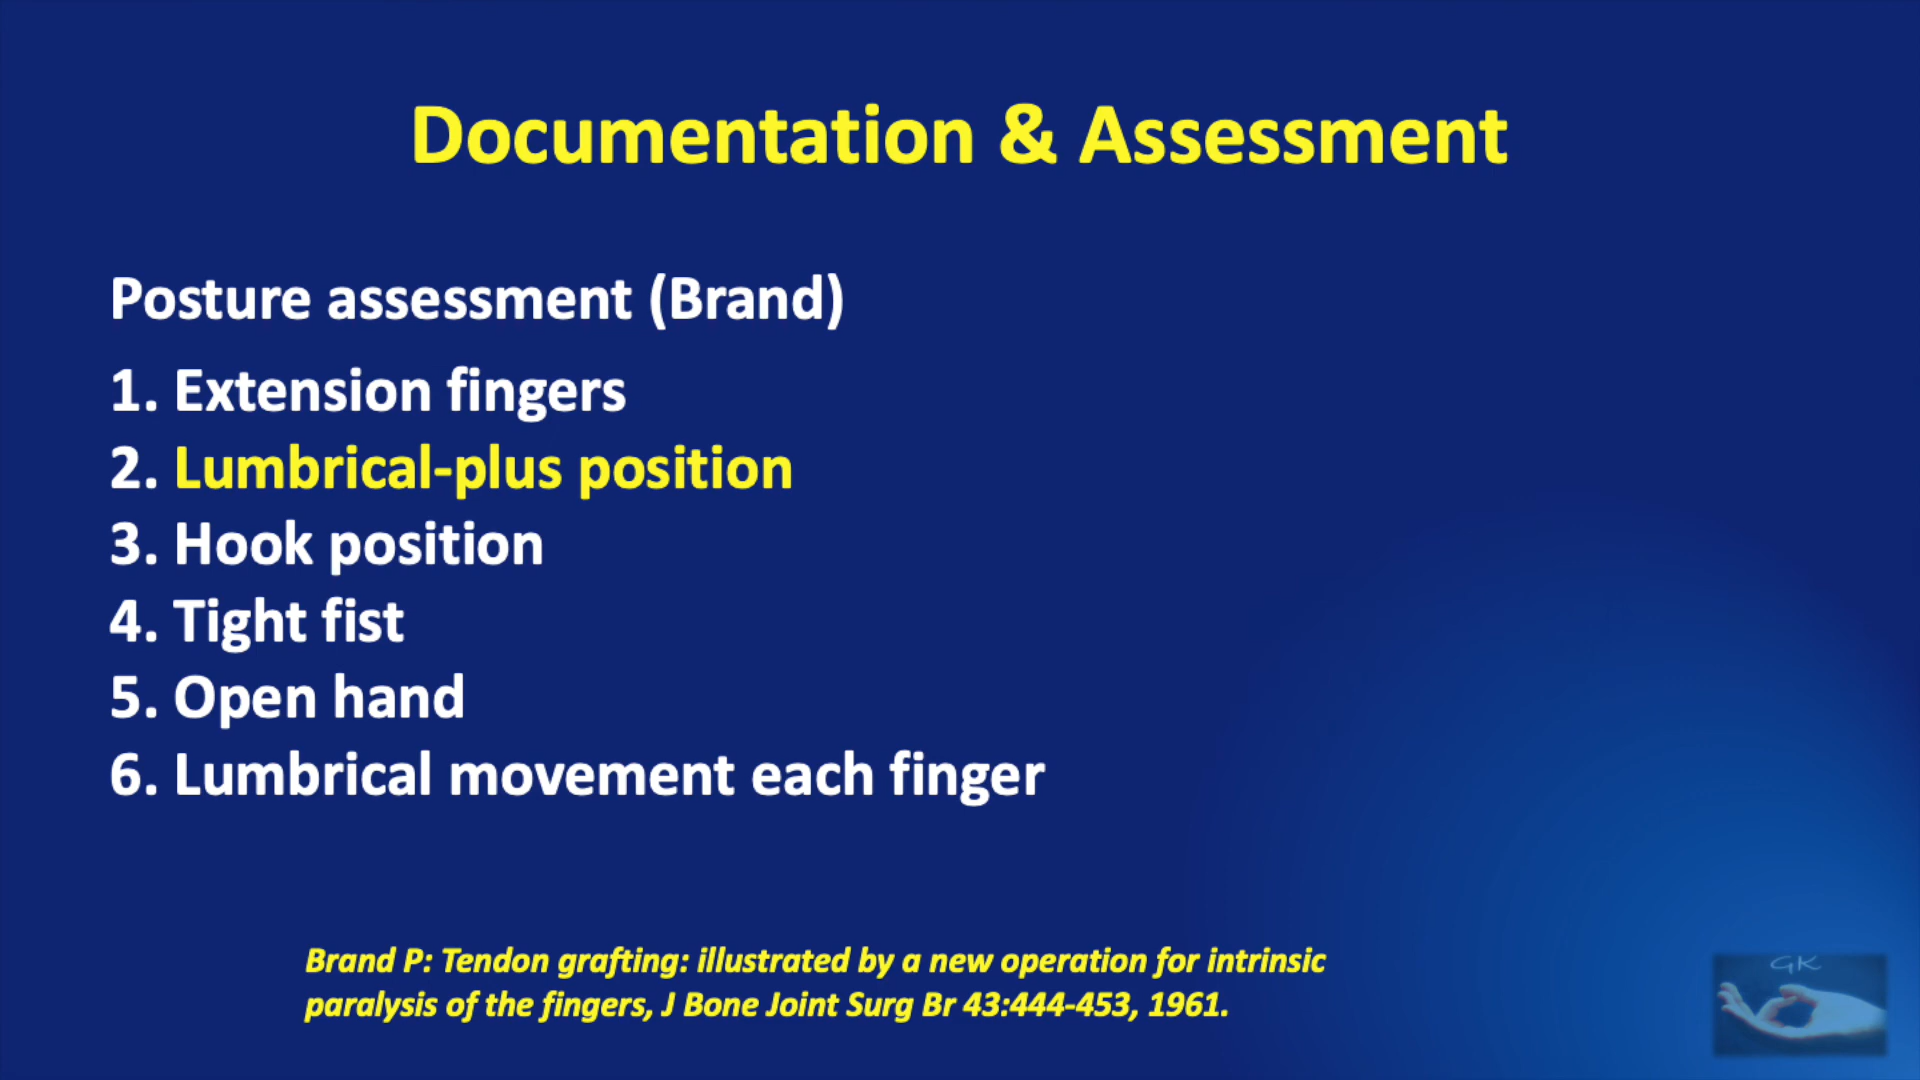 Documentation & Assessment
Posture assessment (Brand)
1. Extension fingers
2. Lumbrical-plus position
3. Hook position
4. Tight fist
5. Open hand
6. Lumbrical movement each finger
Brand P: Tendon grafting: illustrated by a new operation for intrinsic
paralysis of the fingers, J Bone Joint Surg Br 43:444-453, 1961.
GK